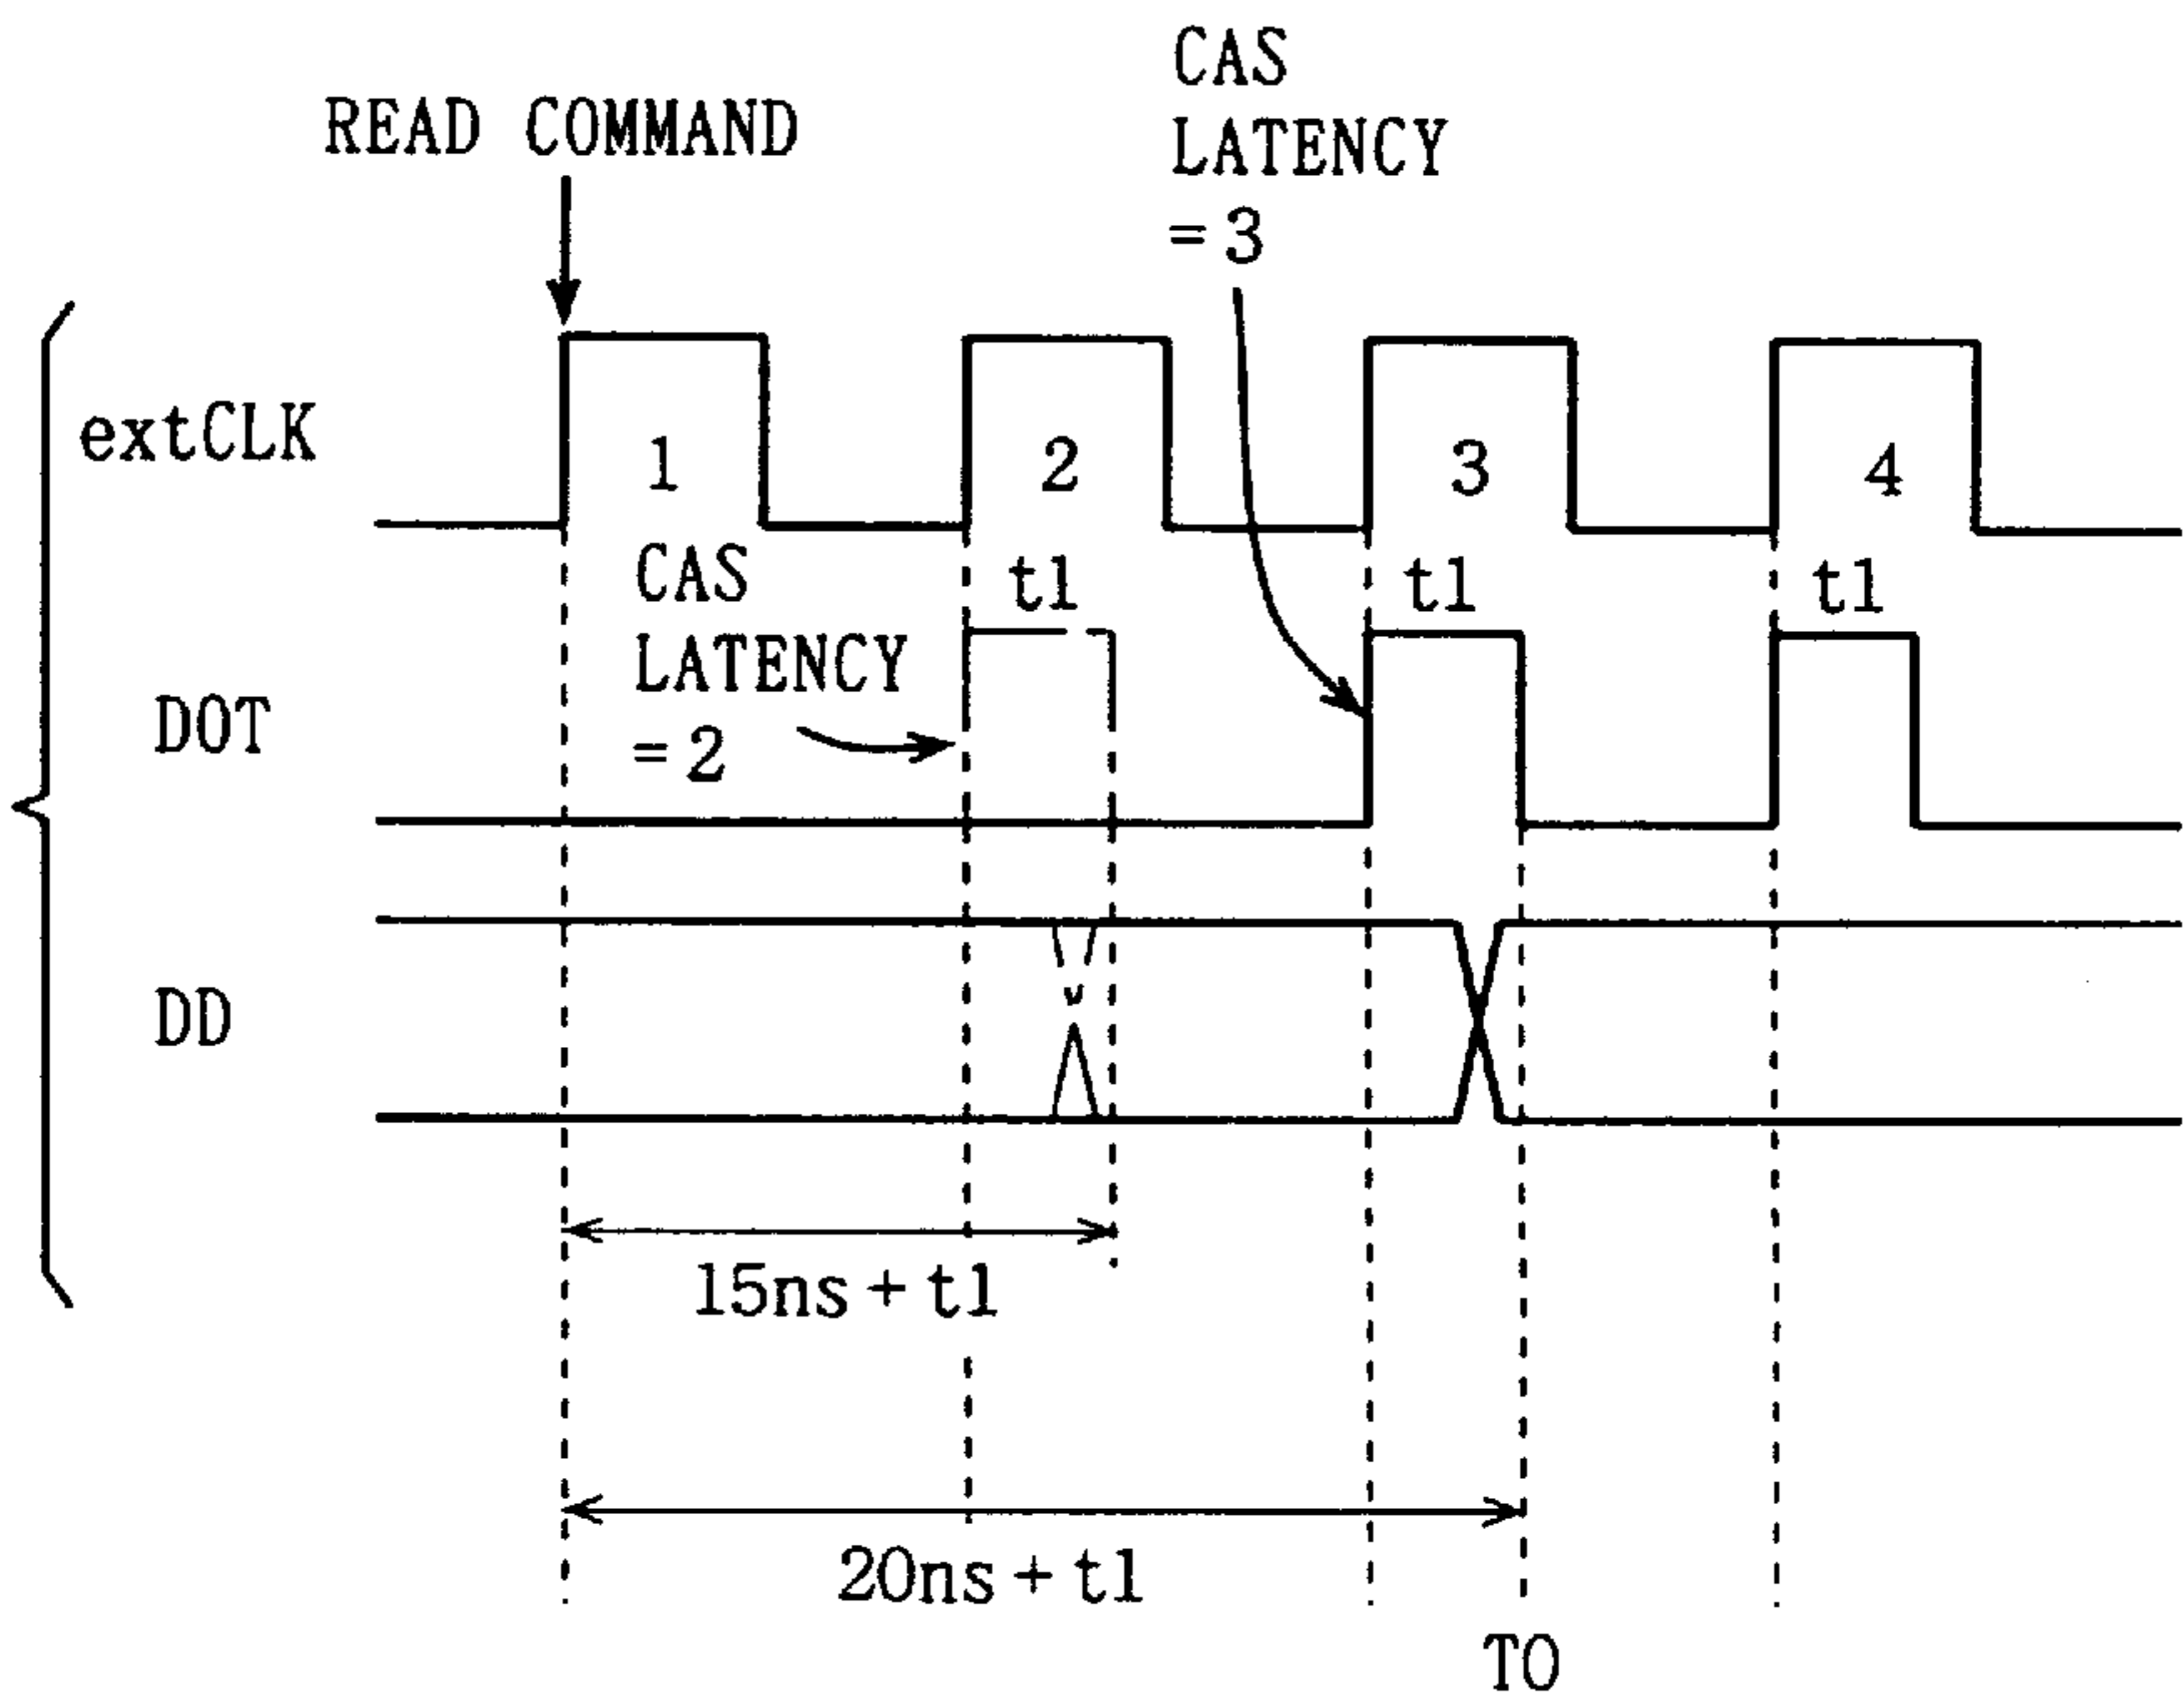 CAS
LATENCY
=3
READ COMMAND
extCLK
1
2
3
4
CAS
LATENCY
=2
t1
t1
t1
DOT
DD
15ns+t1
20ns+t1
T0